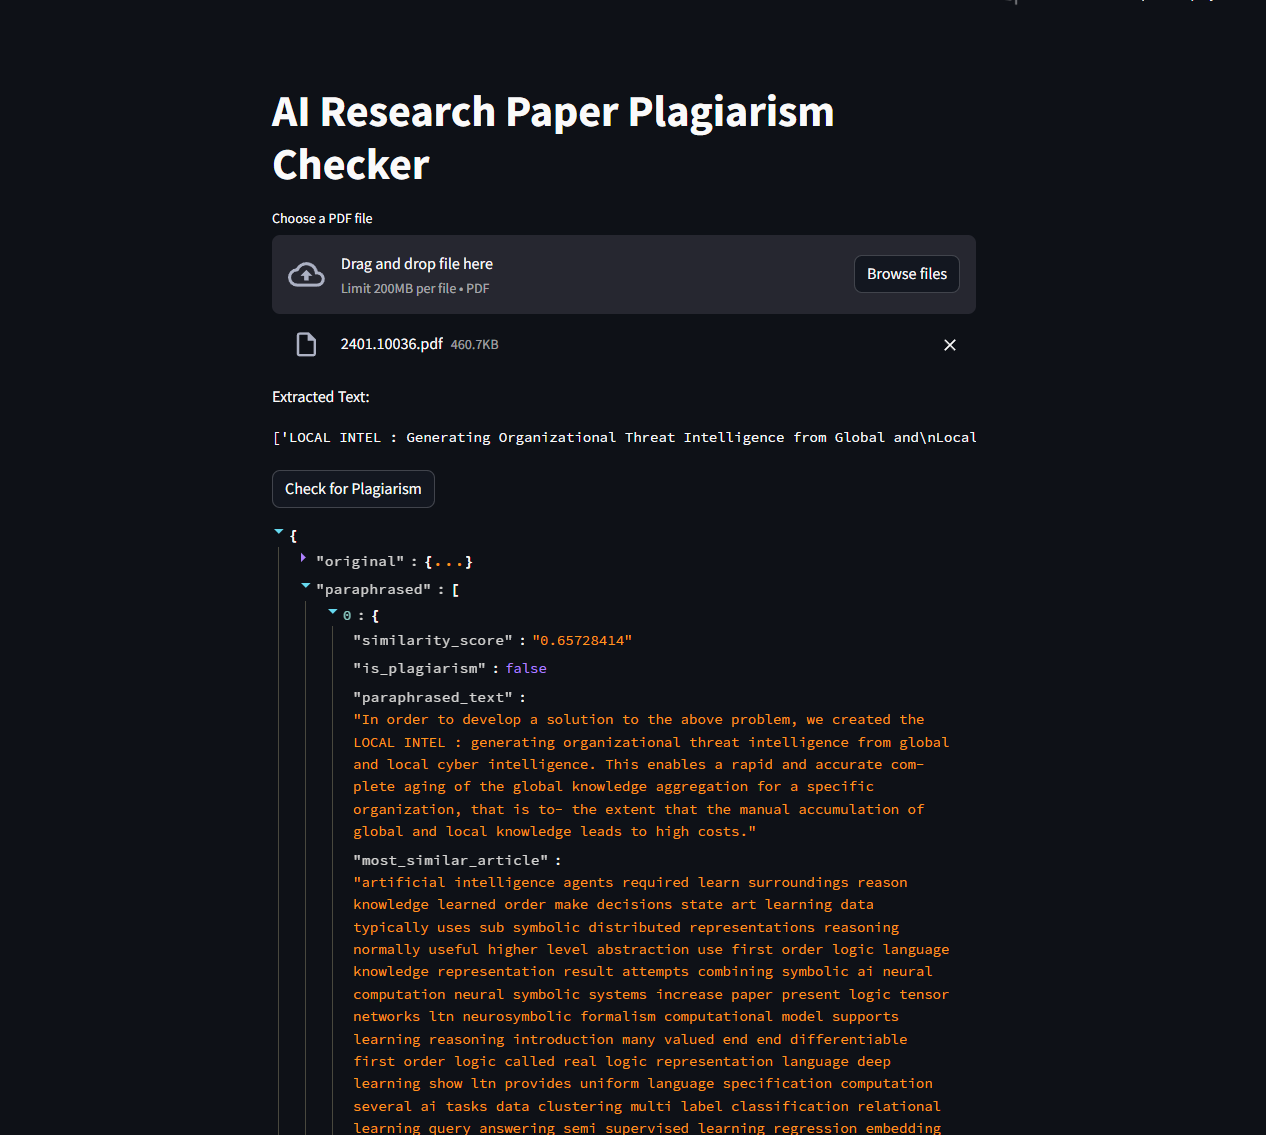 AI Research Paper Plagiarism
Checker
Choose a PDF file
Drag and drop file here
Limit 200MB per file • PDF
Browse files
2401.10036.pdf 460.7KB
Extracted Text:
['LOCAL INTEL : Generating Organizational Threat Intelligence from Global and\nLocal
Check for Plagiarism
{
"original" : {...}
"paraphrased" : [
0 : {
"similarity_score" : "0.65728414"
"is_plagiarism" : false
"paraphrased_text" :
"In order to develop a solution to the above problem, we created the
LOCAL INTEL : generating organizational threat intelligence from global
and local cyber intelligence. This enables a rapid and accurate com-
plete aging of the global knowledge aggregation for a specific
organization, that is to- the extent that the manual accumulation of
global and local knowledge leads to high costs."
"most_similar_article" :
"artificial intelligence agents required learn surroundings reason
knowledge learned order make decisions state art learning data
typically uses sub symbolic distributed representations reasoning
normally useful higher level abstraction use first order logic language
knowledge representation result attempts combining symbolic ai neural
computation neural symbolic systems increase paper present logic tensor
networks ltn neurosymbolic formalism computational model supports
learning reasoning introduction many valued end end differentiable
first order logic called real logic representation language deep
learning show ltn provides uniform language specification computation
several ai tasks data clustering multi label classification relational
learning query answering semi supervised learning regression embedding